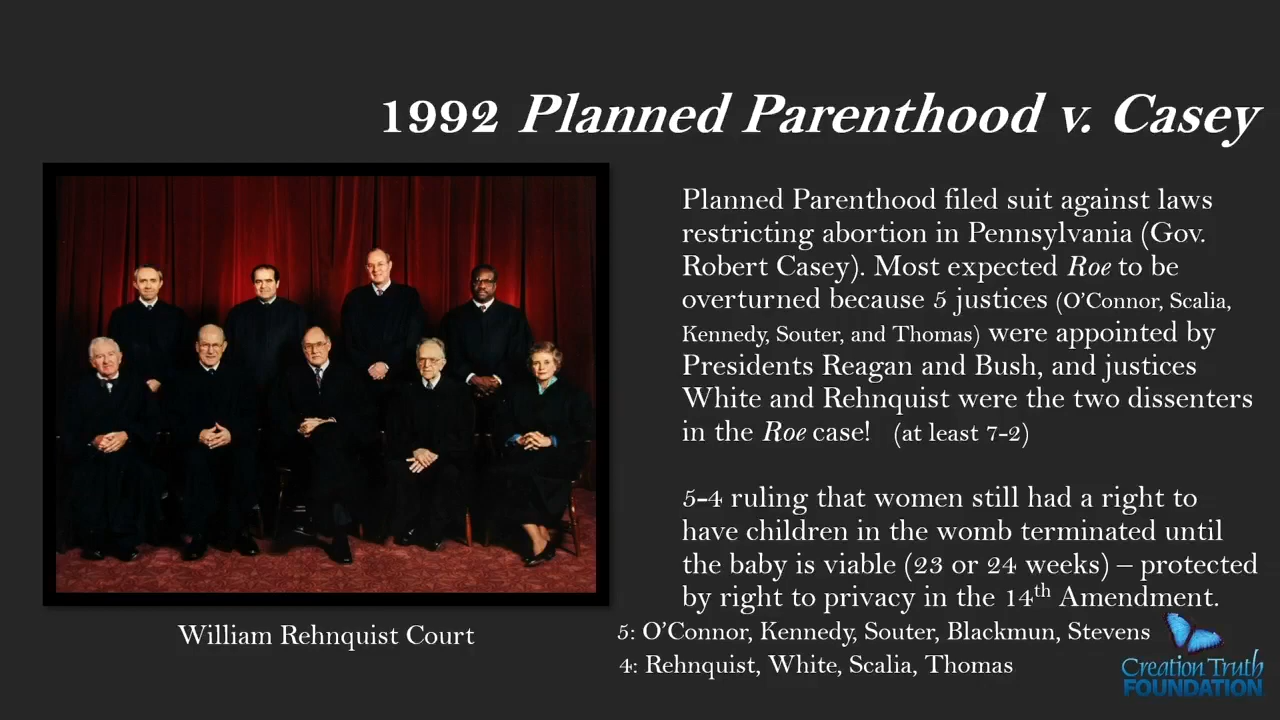 1992 Planned Parenthood v. Casey
Planned Parenthood filed suit against laws
restricting abortion in Pennsylvania (Gov.
Robert Casey). Most expected Roe to be
overturned because 5 justices (O’Connor, Scalia,
Kennedy, Souter, and Thomas) were appointed by
Presidents Reagan and Bush, and justices
White and Rehnquist were the two dissenters
in the Roe case! (at least 7-2)
5-4 ruling that women still had a right to
have children in the womb terminated until
the baby is viable (23 or 24 weeks) – protected
by right to privacy in the 14th Amendment.
5: O’Connor, Kennedy, Souter, Blackmun, Stevens
4: Rehnquist, White, Scalia, Thomas
William Rehnquist Court
Creation Truth
FOUNDATION